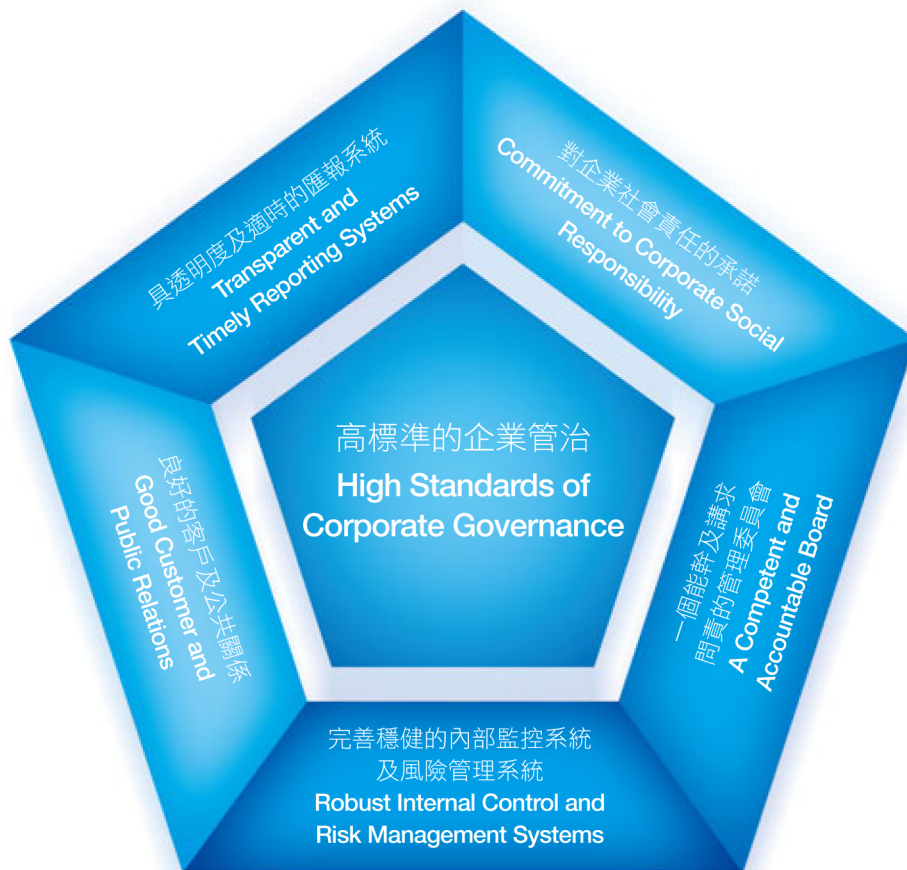 具透明度及適時的匯報系統
Transparent and
Timely Reporting Systems
對企業社會責任的承諾
Commitment to Corporate Social
Responsibility
高標準的企業管治
High Standards of
Corporate Governance
良好的客戶及公共關係
Good Customer and
Public Relations
一個能幹及講求
問責的管理委員會
A Competent and
Accountable Board
完善穩健的內部監控系統
及風險管理系統
Robust Internal Control and
Risk Management Systems